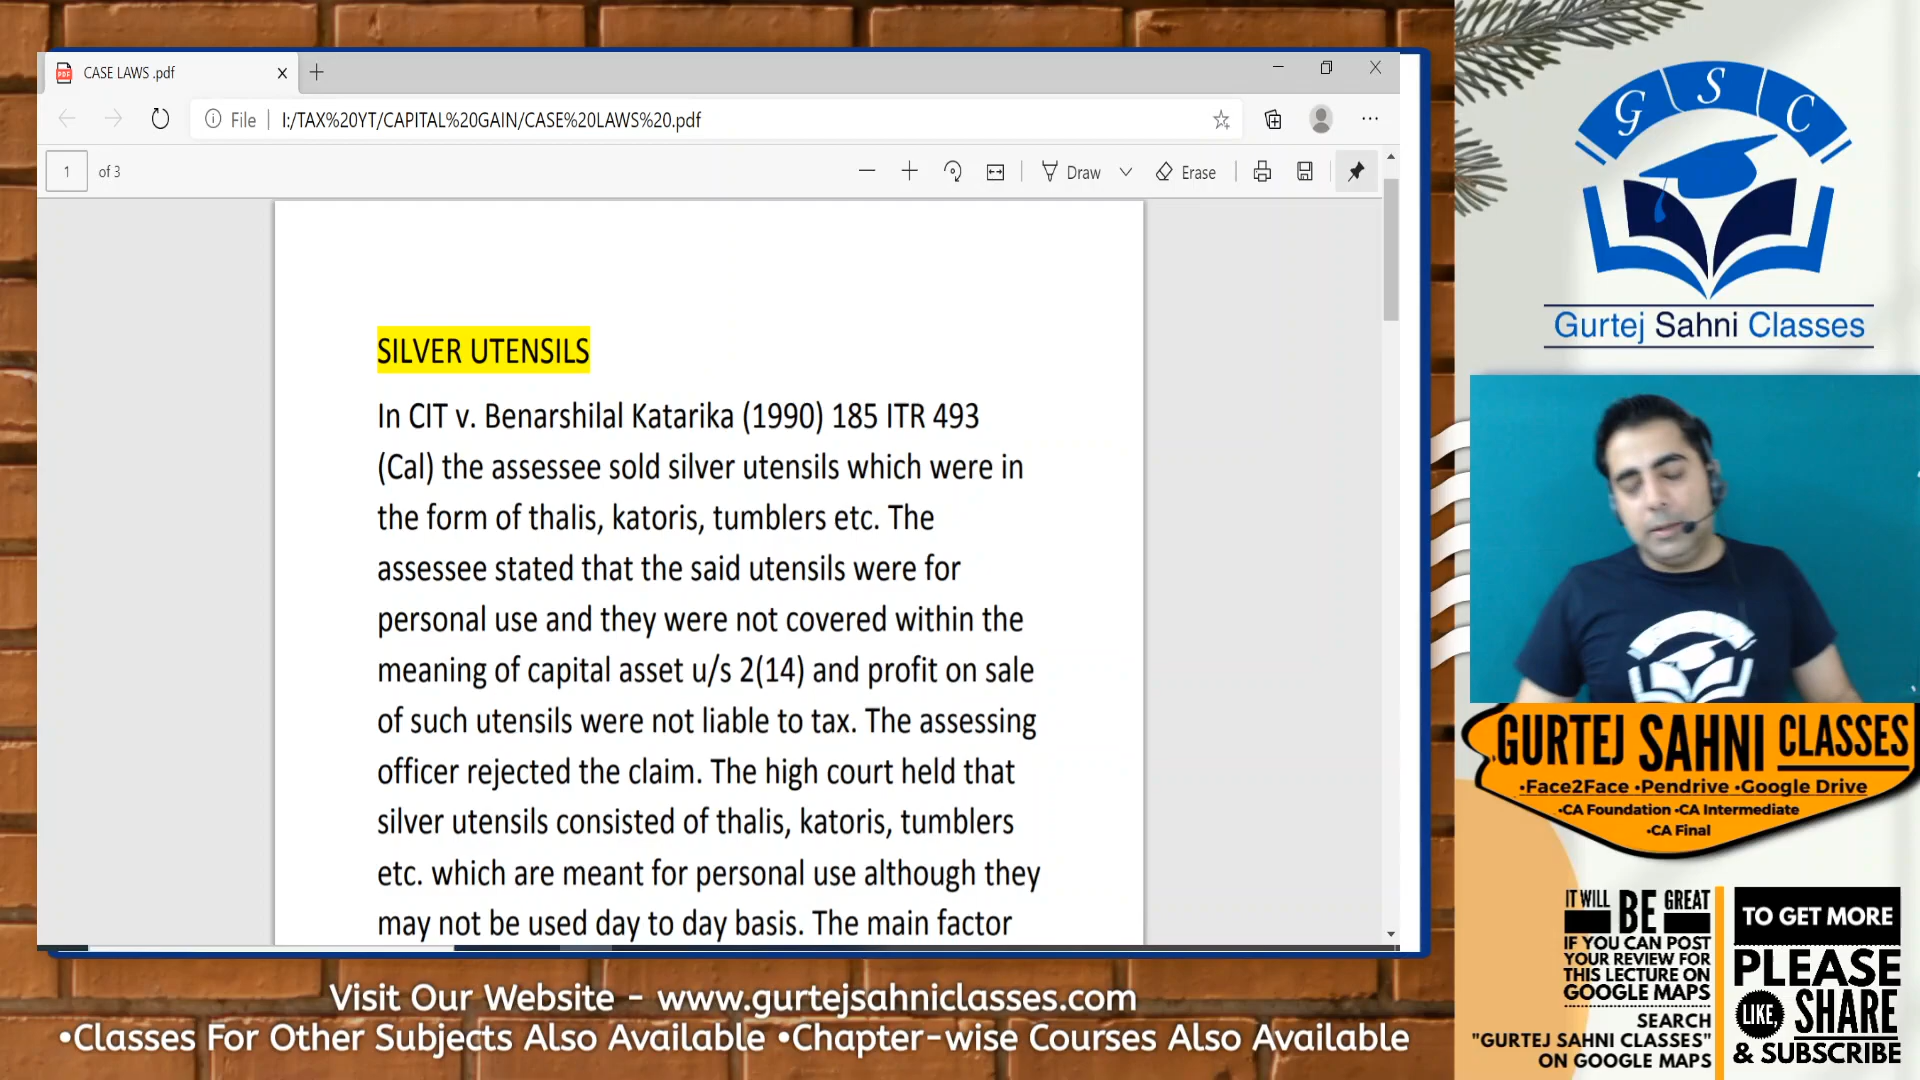 CASE LAWS .pdf
File
I:/TAX%20YT/CAPITAL%20GAIN/CASE%20LAWS%20.pdf
1 of 3
Draw
Erase
SILVER UTENSILS
In CIT v. Benarshilal Katarika (1990) 185 ITR 493
(Cal) the assessee sold silver utensils which were in
the form of thalis, katoris, tumblers etc. The
assessee stated that the said utensils were for
personal use and they were not covered within the
meaning of capital asset u/s 2(14) and profit on sale
of such utensils were not liable to tax. The assessing
officer rejected the claim. The high court held that
silver utensils consisted of thalis, katoris, tumblers
etc. which are meant for personal use although they
may not be used day to day basis. The main factor
G S C
Gurtej Sahni Classes
GURTEJ SAHNI CLASSES
•Face2Face •Pendrive •Google Drive
•CA Foundation •CA Intermediate
•CA Final
IT WILL BE GREAT
IF YOU CAN POST
YOUR REVIEW FOR
THIS LECTURE ON
GOOGLE MAPS
SEARCH
"GURTEJ SAHNI CLASSES"
ON GOOGLE MAPS
TO GET MORE
PLEASE
LIKE, SHARE
& SUBSCRIBE
Visit Our Website - www.gurtejsahniclasses.com
•Classes For Other Subjects Also Available •Chapter-wise Courses Also Available